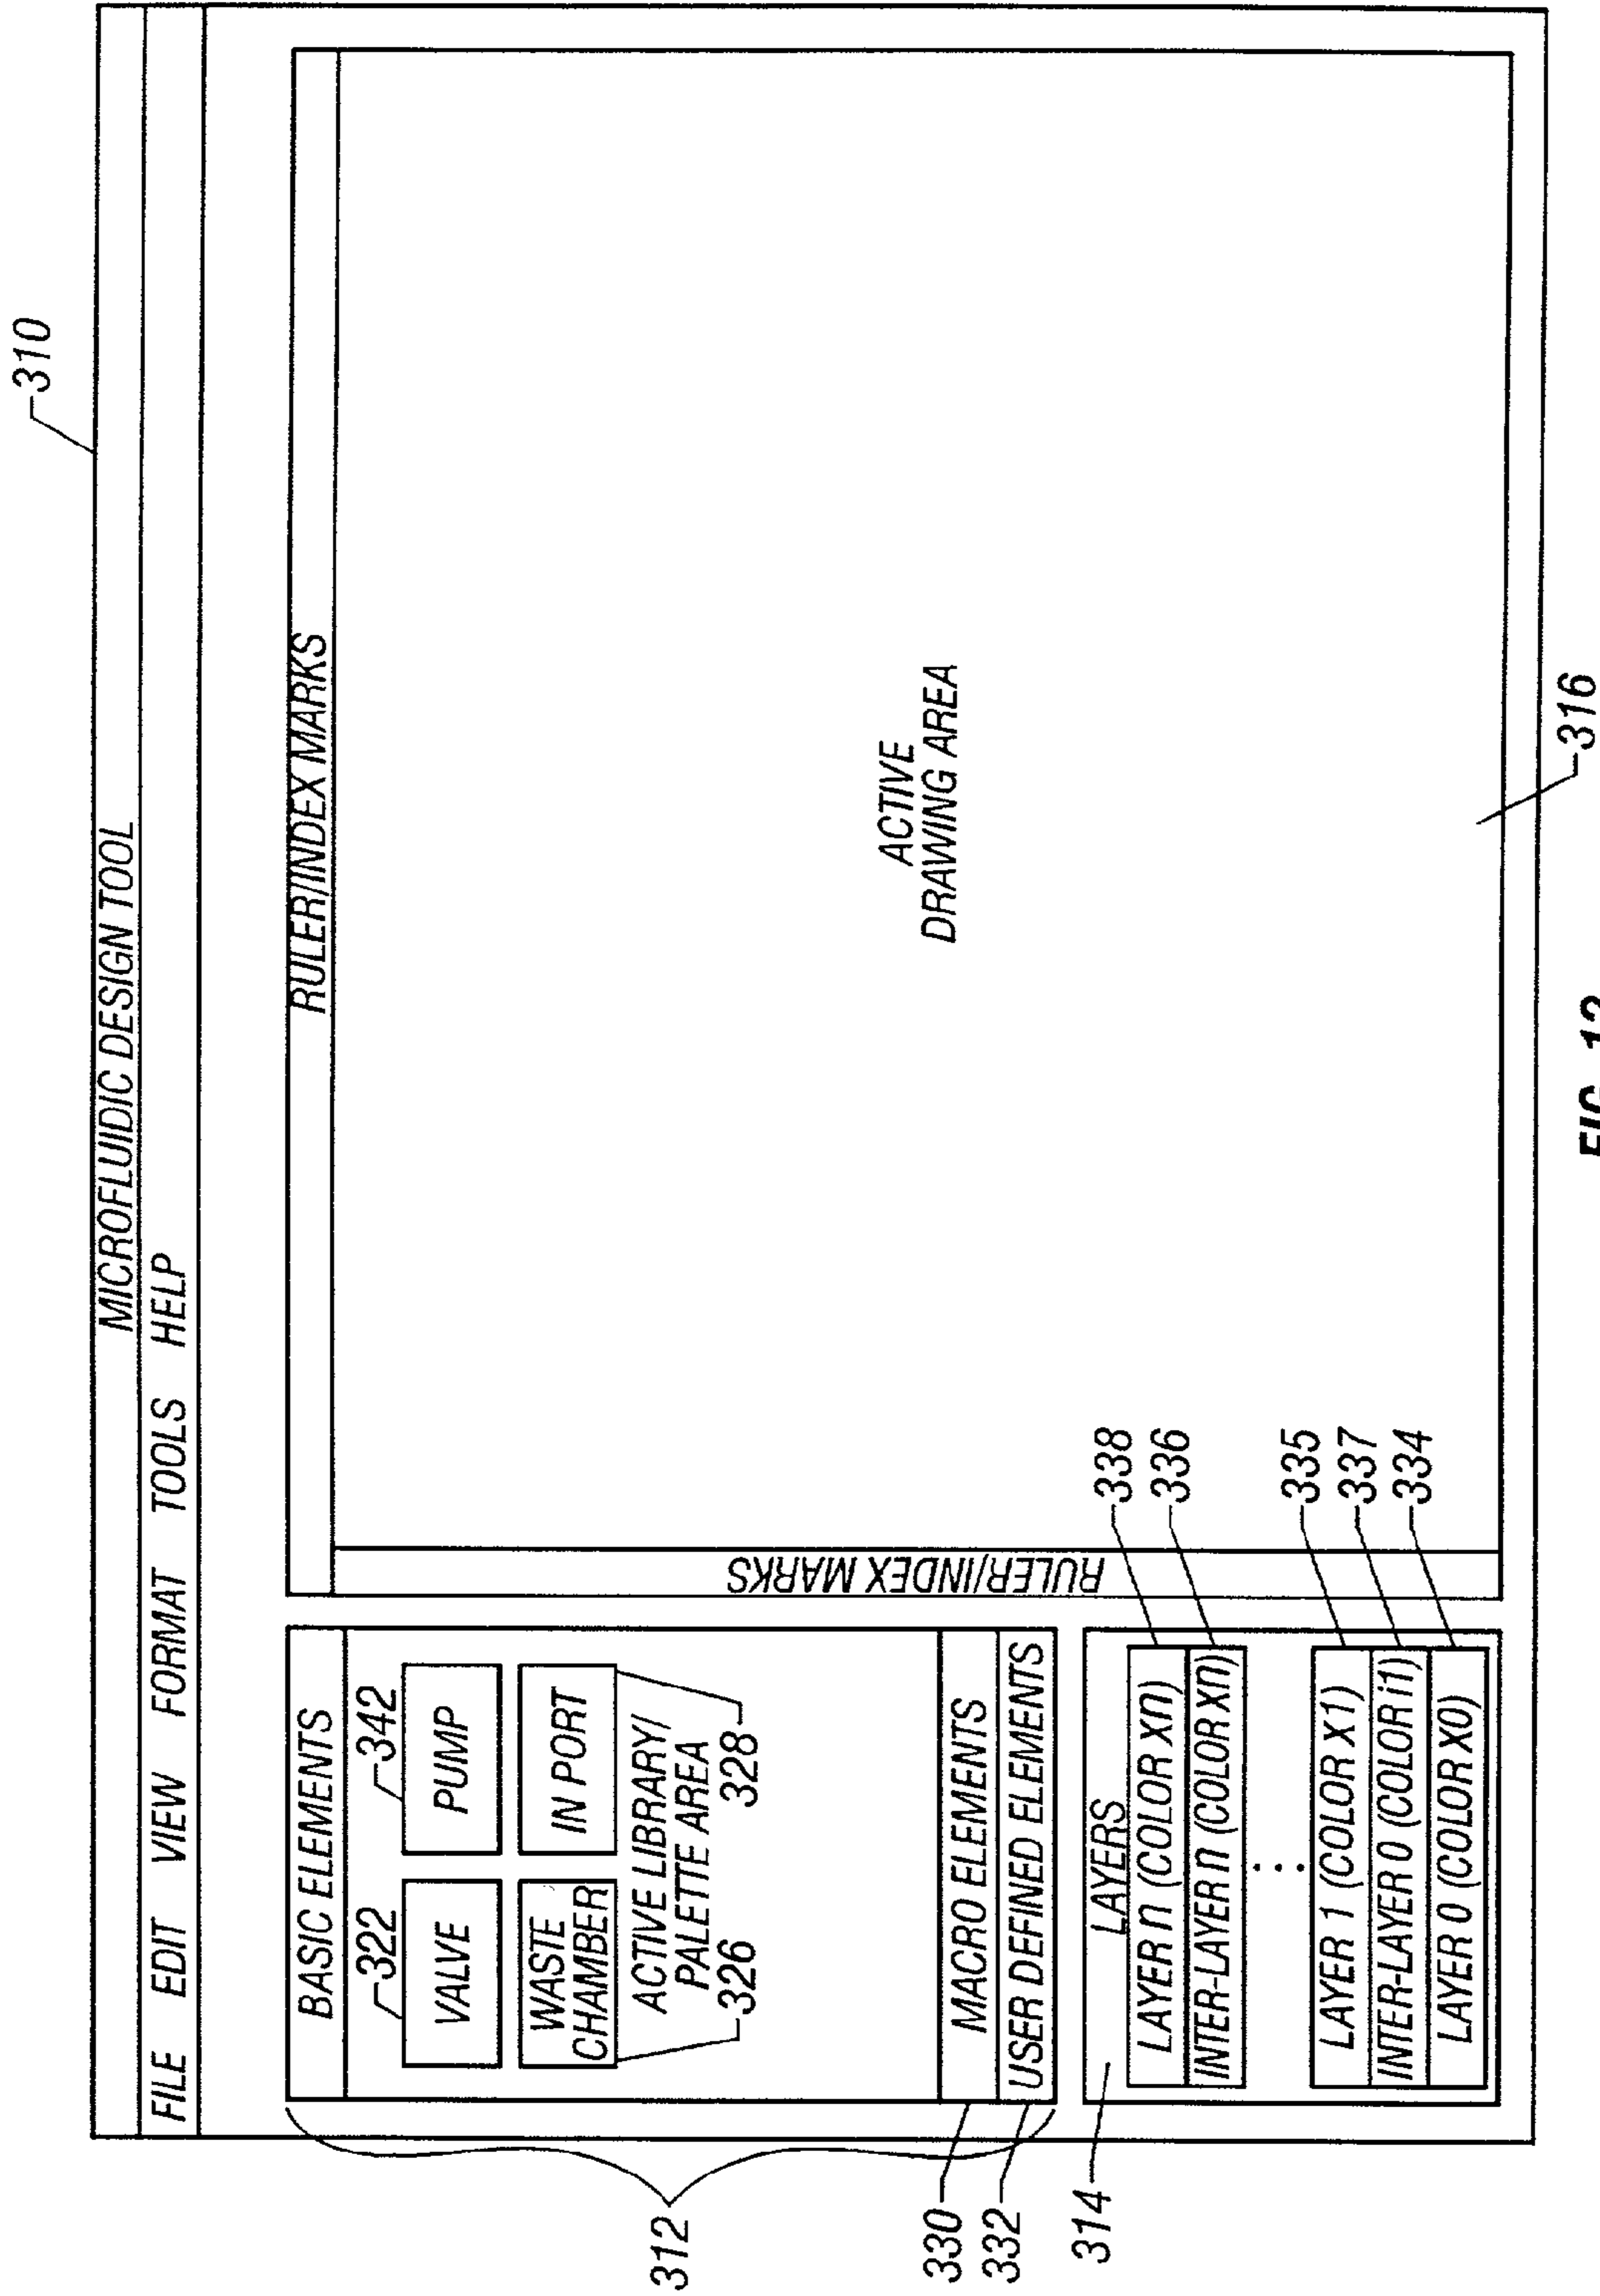 310
MICROFLUIDIC DESIGN TOOL
FILE EDIT VIEW FORMAT TOOLS HELP
BASIC ELEMENTS
322
342
VALVE
PUMP
WASTE
CHAMBER
IN PORT
ACTIVE LIBRARY/
PALETTE AREA
326
328
312
330
MACRO ELEMENTS
332
USER DEFINED ELEMENTS
RULER/INDEX MARKS
RULER/INDEX MARKS
ACTIVE
DRAWING AREA
314
LAYERS
LAYER n (COLOR Xn)
338
INTER-LAYER n (COLOR Xn)
336
LAYER 1 (COLOR X1)
335
INTER-LAYER 0 (COLOR i1)
337
LAYER 0 (COLOR X0)
334
316